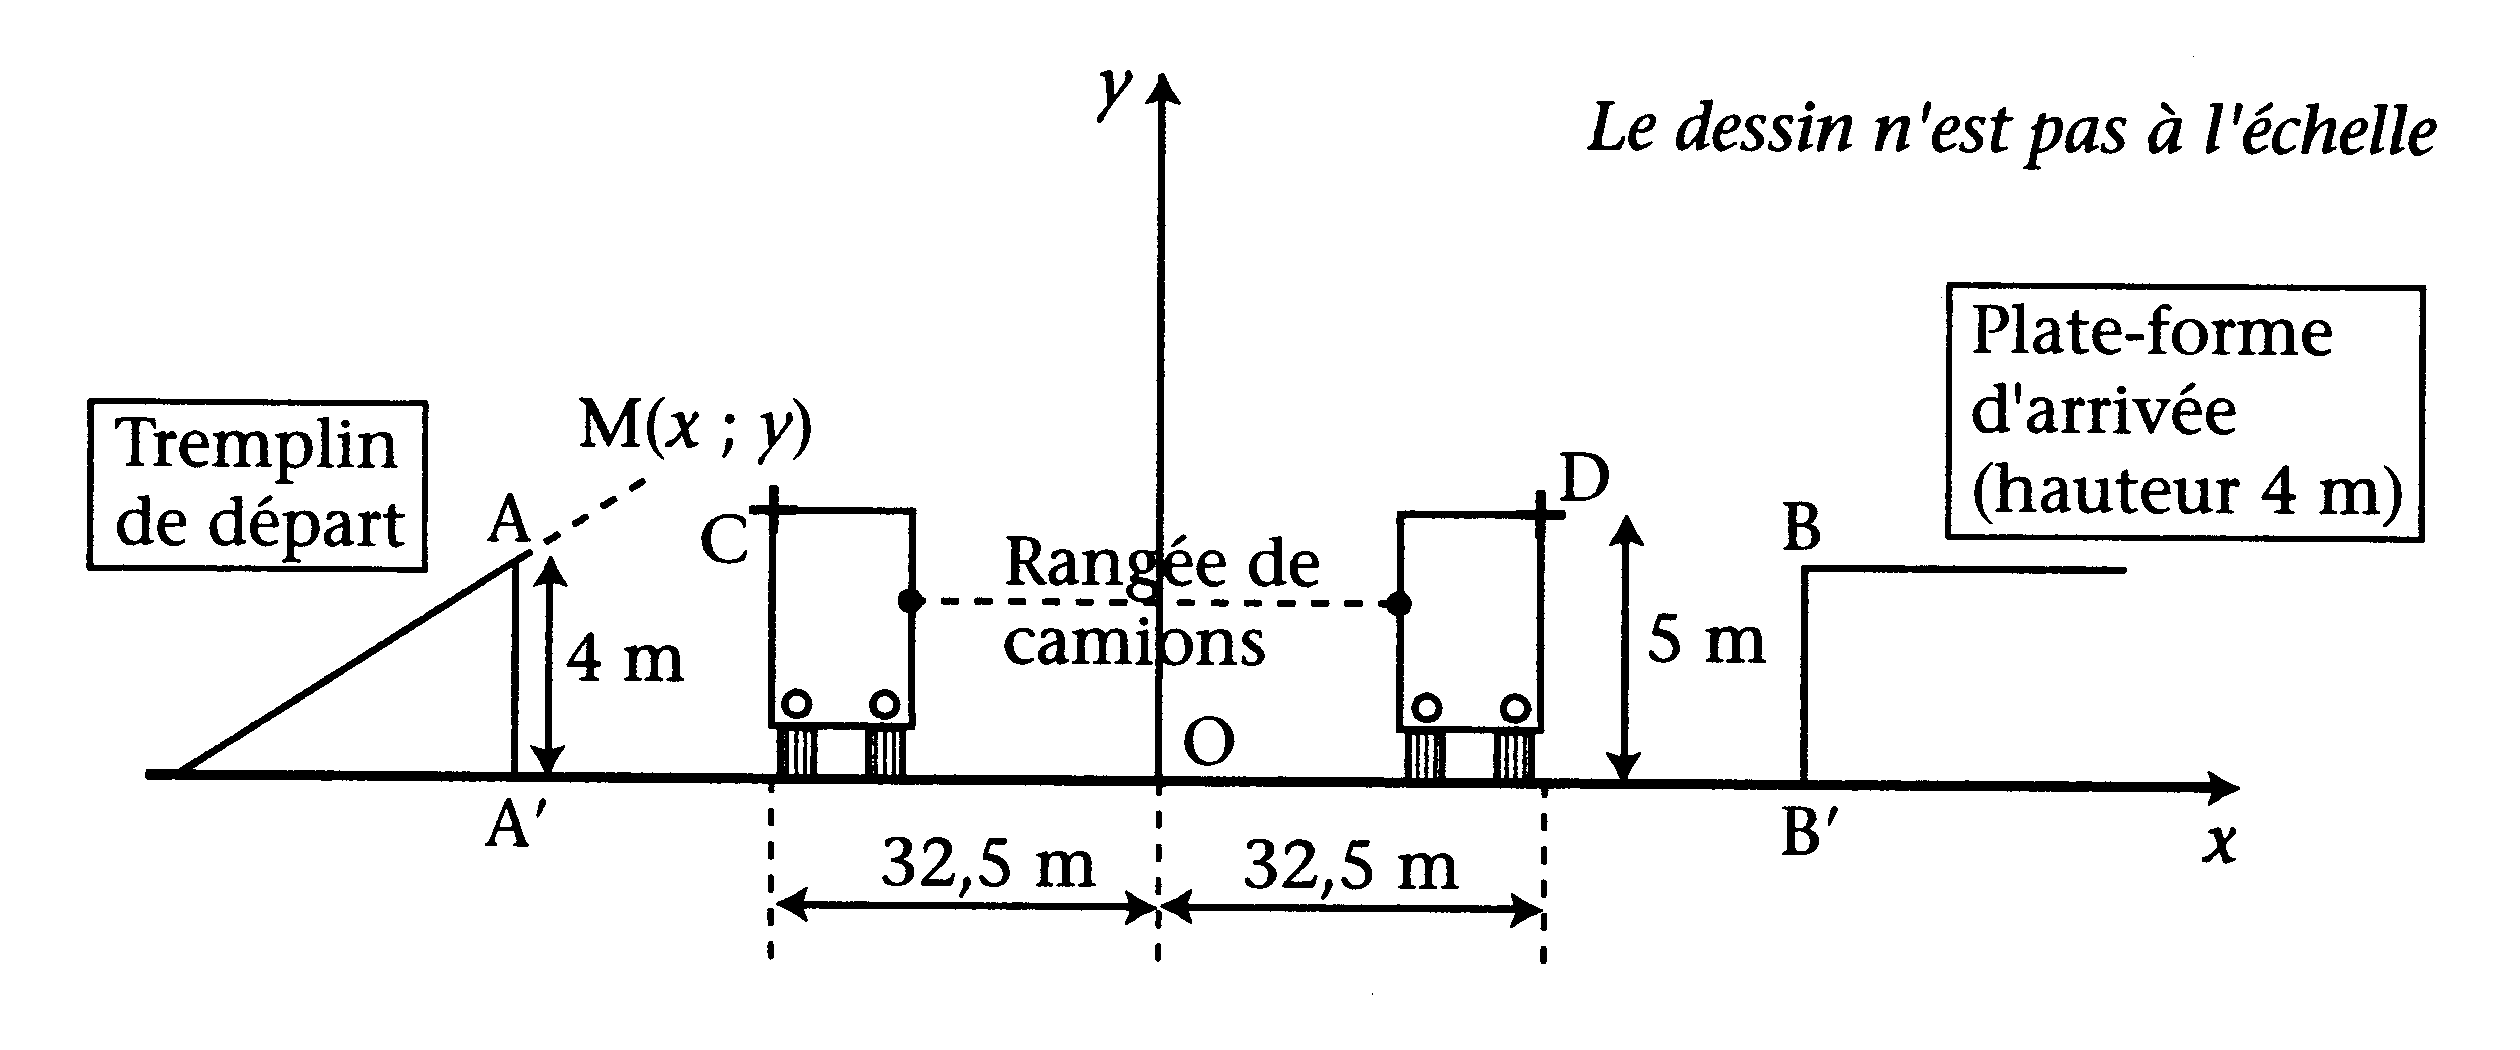 y
Le dessin n'est pas à l'échelle
Plate-forme
d'arrivée
(hauteur 4 m)
Tremplin
de départ
M(x ; y)
A
C
D
B
Rangée de
camions
4 m
5 m
O
A'
B'
x
32,5 m
32,5 m